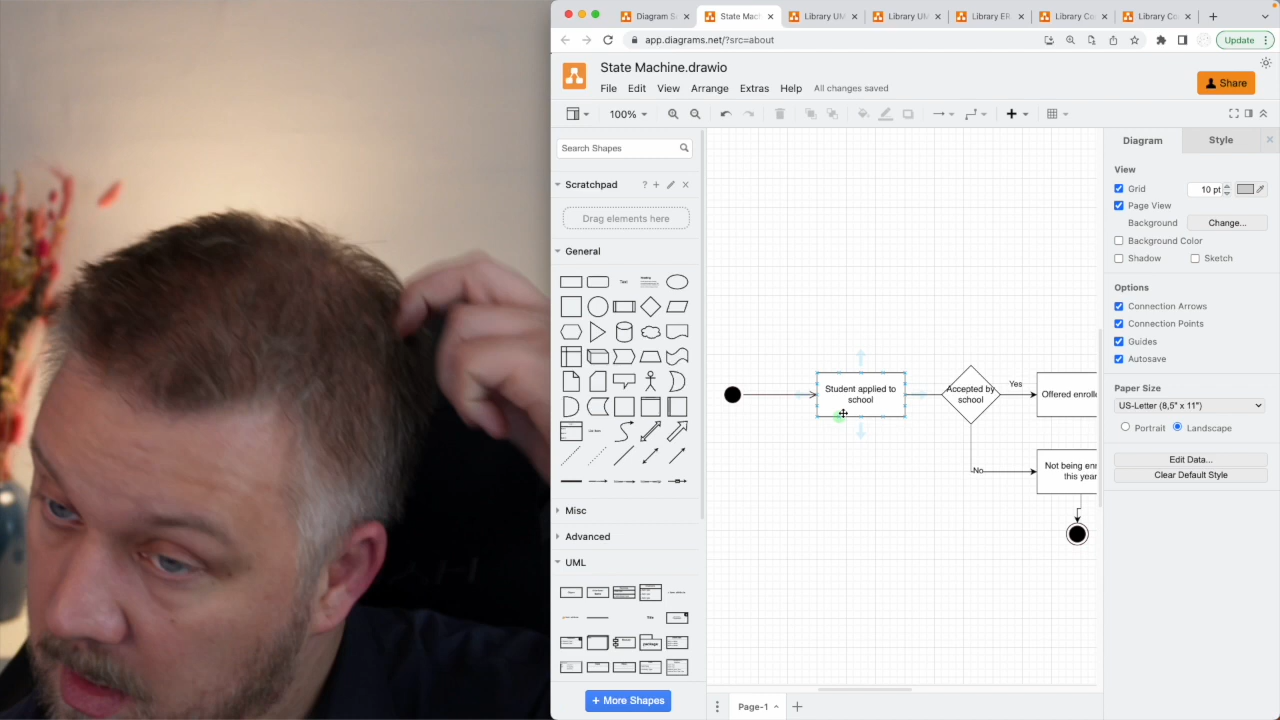 Diagram S
State Mach
Library UM
Library UM
Library ER
Library Co
Library Co
app.diagrams.net/?src=about
Update
State Machine.drawio
File Edit View Arrange Extras Help All changes saved
Share
100%
Search Shapes
Scratchpad
Drag elements here
General
Text
Heading
Misc
Advanced
UML
Title
package
+ More Shapes
Student applied to
school
Accepted by
school
Yes
Offered enrolle
No
Not being enr
this year
Page-1
Diagram
Style
View
Grid
10 pt
Page View
Background
Change...
Background Color
Shadow
Sketch
Options
Connection Arrows
Connection Points
Guides
Autosave
Paper Size
US-Letter (8,5" x 11")
Portrait
Landscape
Edit Data...
Clear Default Style